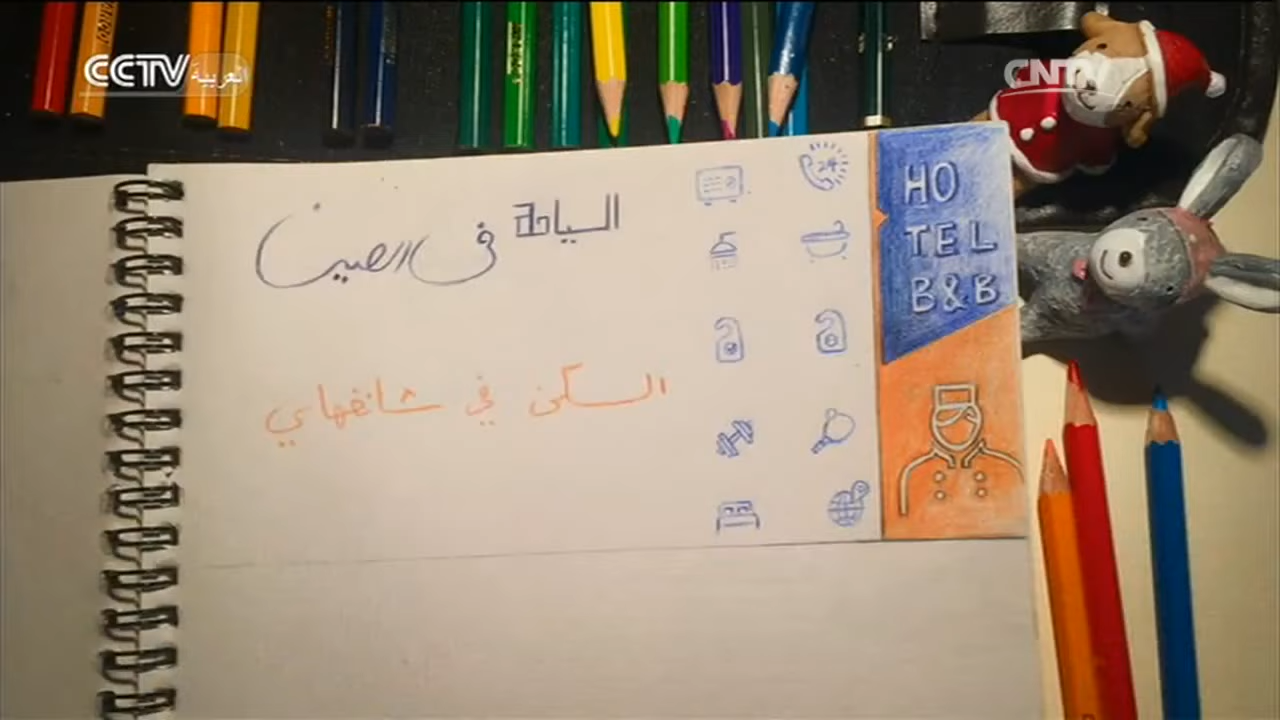 CCTV العربية
CNTV
السياحة في الصين
السكن في شانغهاي
24
HO
TEL
B&B